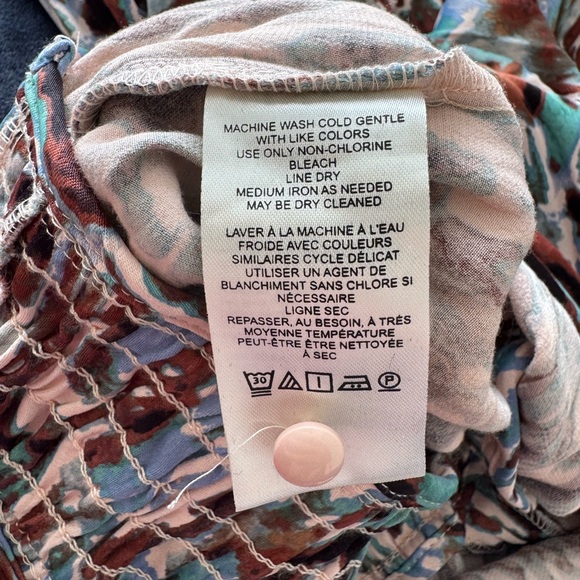 MACHINE WASH COLD GENTLE
WITH LIKE COLORS
USE ONLY NON-CHLORINE
BLEACH
LINE DRY
MEDIUM IRON AS NEEDED
MAY BE DRY CLEANED
LAVER À LA MACHINE À L'EAU
FROIDE AVEC COULEURS
SIMILAIRES CYCLE DÉLICAT
UTILISER UN AGENT DE
BLANCHIMENT SANS CHLORE SI
NÉCESSAIRE
LIGNE SEC
REPASSER, AU BESOIN, À TRÈS
MOYENNE TEMPÉRATURE
PEUT-ÊTRE ÊTRE NETTOYÉE
À SEC
30 P